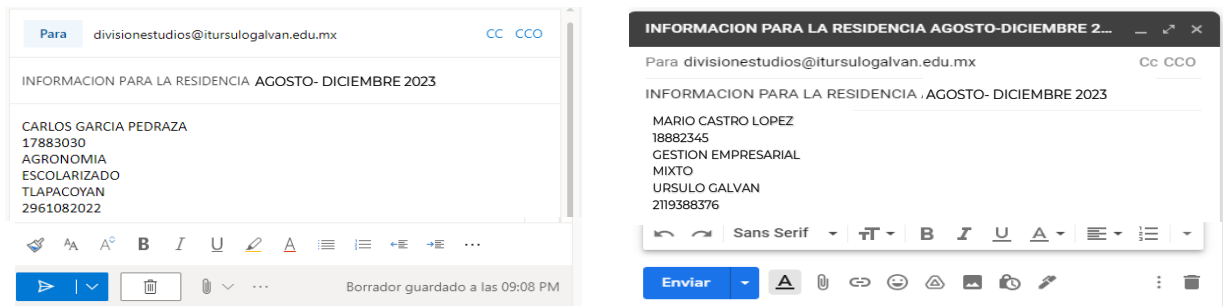 Para divisionestudios@itursulogalvan.edu.mx CC CCO
INFORMACION PARA LA RESIDENCIA AGOSTO- DICIEMBRE 2023
CARLOS GARCIA PEDRAZA
17883030
AGRONOMIA
ESCOLARIZADO
TLAPACOYAN
2961082022
Borrador guardado a las 09:08 PM
INFORMACION PARA LA RESIDENCIA AGOSTO-DICIEMBRE 2...
Para divisionestudios@itursulogalvan.edu.mx Cc CCO
INFORMACION PARA LA RESIDENCIA AGOSTO- DICIEMBRE 2023
MARIO CASTRO LOPEZ
18882345
GESTION EMPRESARIAL
MIXTO
URSULO GALVAN
2119388376
Sans Serif
Enviar